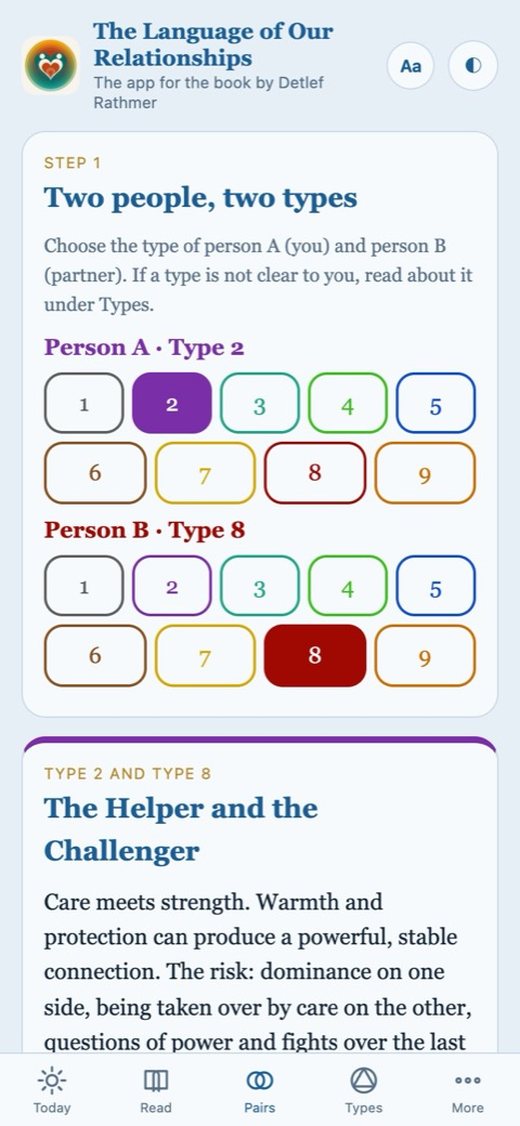 The Language of Our
Relationships
The app for the book by Detlef
Rathmer
Aa
STEP 1
Two people, two types
Choose the type of person A (you) and person B
(partner). If a type is not clear to you, read about it
under Types.
Person A · Type 2
1 2 3 4 5
6 7 8 9
Person B · Type 8
1 2 3 4 5
6 7 8 9
TYPE 2 AND TYPE 8
The Helper and the
Challenger
Care meets strength. Warmth and
protection can produce a powerful, stable
connection. The risk: dominance on one
side, being taken over by care on the other,
questions of power and fights over the last
Today Read Pairs Types More